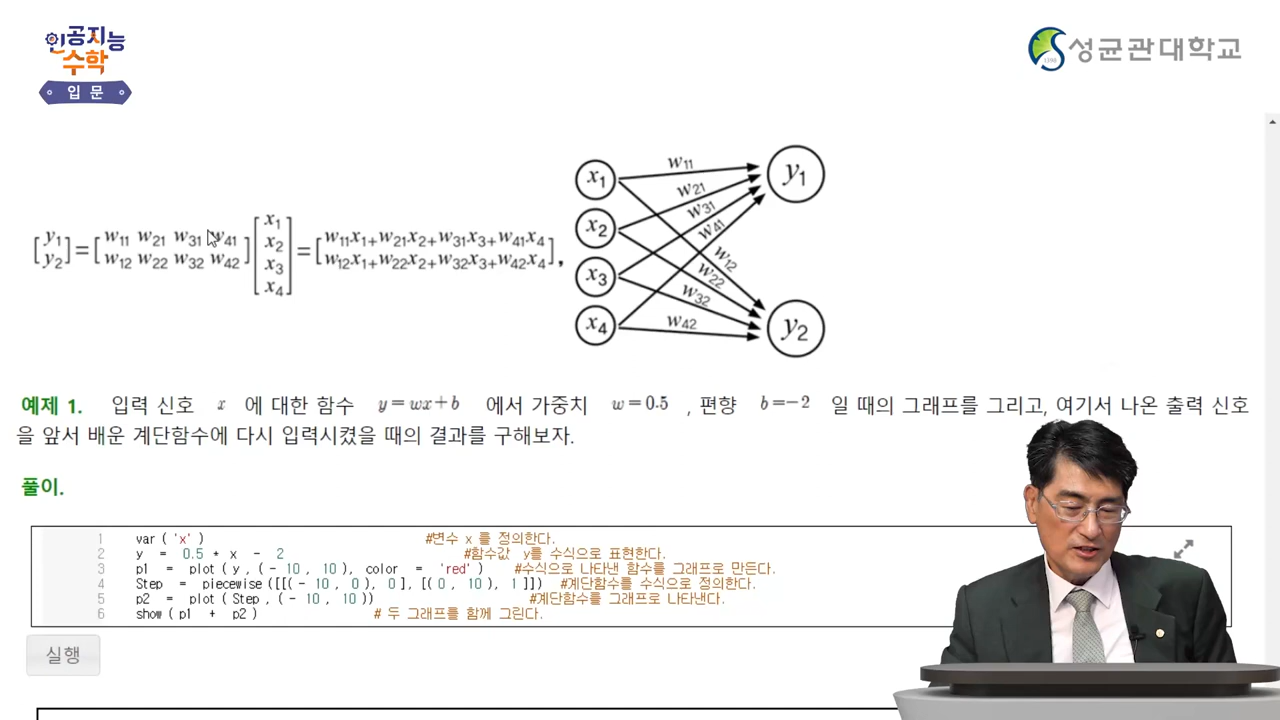 인공지능
수학
입문
성균관대학교
1398
[y1 y2] = [w11 w21 w31 w41 w12 w22 w32 w42] [x1 x2 x3 x4] = [w11x1+w21x2+w31x3+w41x4 w12x1+w22x2+w32x3+w42x4],
x1
x2
x3
x4
w11
w21
w31
w41
w12
w22
w32
w42
y1
y2
예제 1. 입력 신호 x 에 대한 함수 y=wx+b 에서 가중치 w=0.5 , 편향 b=-2 일 때의 그래프를 그리고, 여기서 나온 출력 신호
을 앞서 배운 계단함수에 다시 입력시켰을 때의 결과를 구해보자.
풀이.
1 var ( 'x' ) #변수 x 를 정의한다.
2 y = 0.5 + x - 2 #함수값 y를 수식으로 표현한다.
3 p1 = plot ( y , ( - 10 , 10 ), color = 'red' ) #수식으로 나타낸 함수를 그래프로 만든다.
4 Step = piecewise ([[( - 10 , 0 ), 0 ], [( 0 , 10 ), 1 ]]) #계단함수를 수식으로 정의한다.
5 p2 = plot ( Step , ( - 10 , 10 )) #계단함수를 그래프로 나타낸다.
6 show ( p1 + p2 ) # 두 그래프를 함께 그린다.
실행